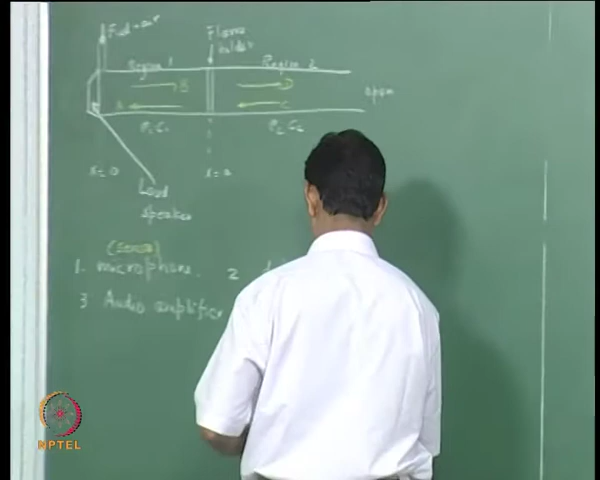 Fuel + air
Flame
holder
Region 1
Region 2
B
D
A
C
open
ρ₁ C₁
ρ₂ C₂
x=0
x=a
Loud
speaker
(sensor)
1. microphone. 2
3 Audio amplifier
NPTEL